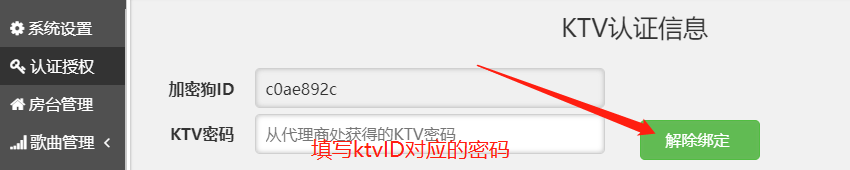 系统设置
认证授权
房台管理
歌曲管理
KTV认证信息
加密狗ID c0ae892c
KTV密码 从代理商处获得的KTV密码
解除绑定
填写ktvID对应的密码